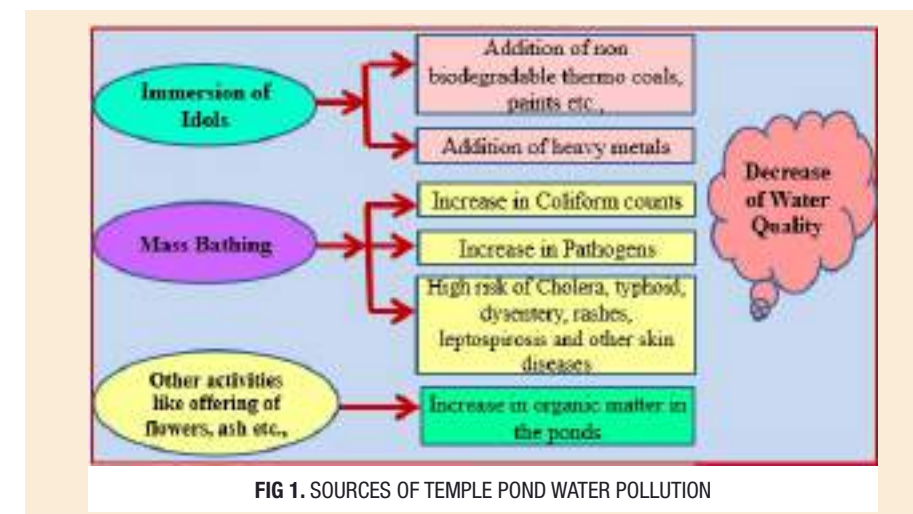 Immersion of
Idols
Addition of non
biodegradable thermo coals,
paints etc.,
Addition of heavy metals
Mass Bathing
Increase in Coliform counts
Increase in Pathogens
High risk of Cholera, typhoid,
dysentery, rashes,
leptospirosis and other skin
diseases
Other activities
like offering of
flowers, ash etc.,
Increase in organic matter in
the ponds
Decrease
of Water
Quality
FIG 1. SOURCES OF TEMPLE POND WATER POLLUTION